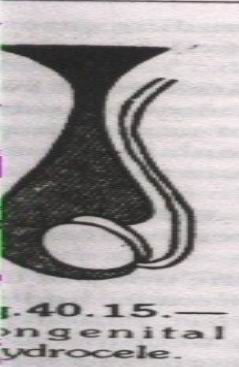 .40.15.—
ongenital
ydrocele.